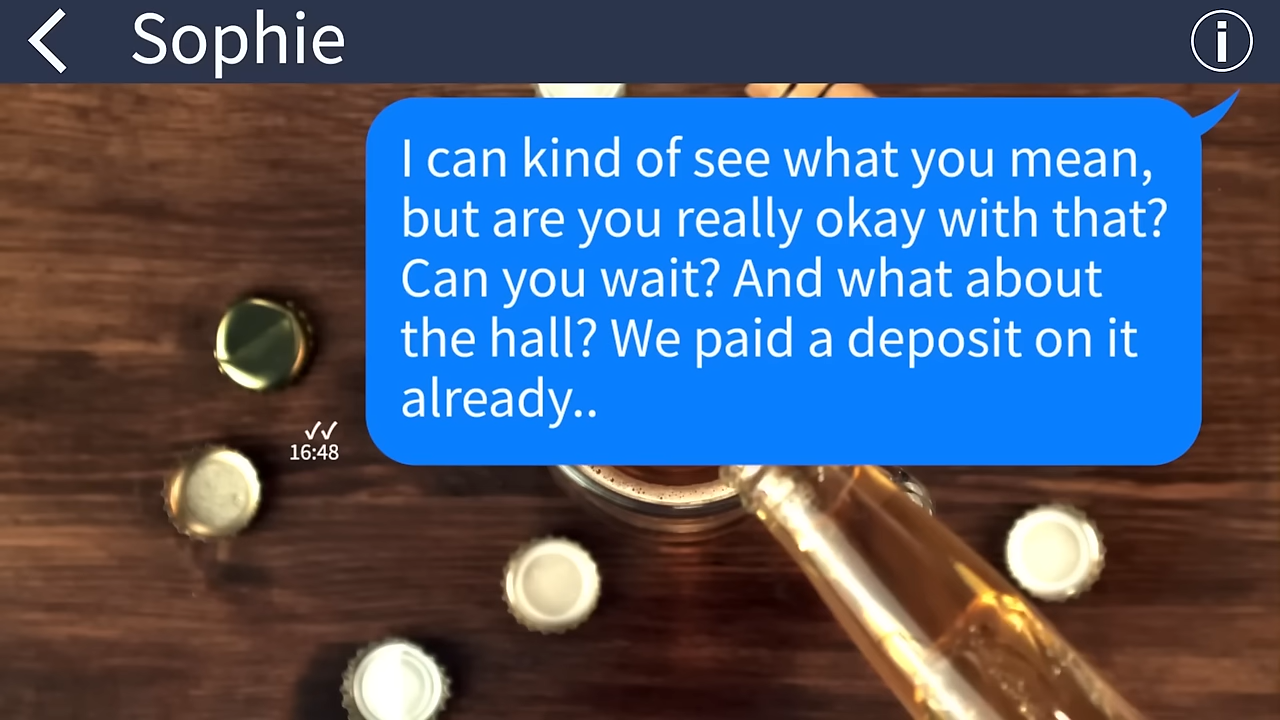 Sophie
I can kind of see what you mean,
but are you really okay with that?
Can you wait? And what about
the hall? We paid a deposit on it
already..
16:48